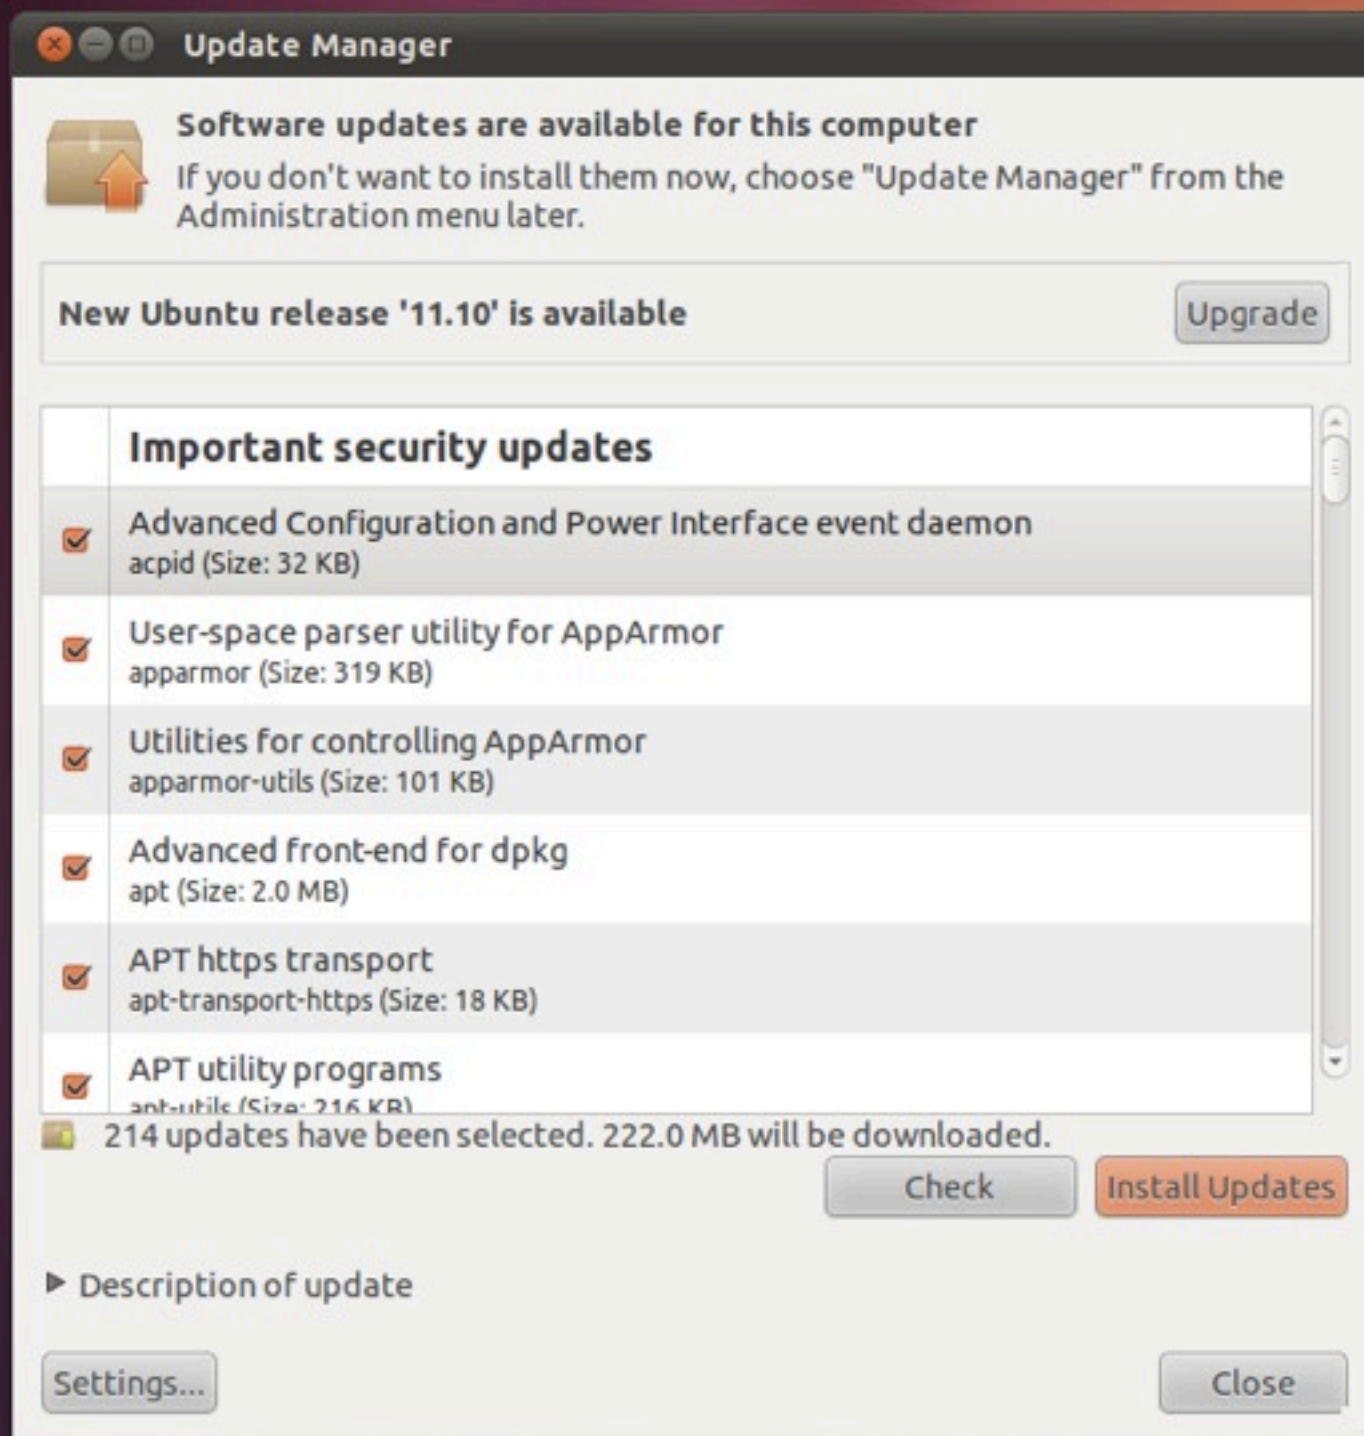 Update Manager
Software updates are available for this computer
If you don't want to install them now, choose "Update Manager" from the
Administration menu later.
New Ubuntu release '11.10' is available
Upgrade
Important security updates
Advanced Configuration and Power Interface event daemon
acpid (Size: 32 KB)
User-space parser utility for AppArmor
apparmor (Size: 319 KB)
Utilities for controlling AppArmor
apparmor-utils (Size: 101 KB)
Advanced front-end for dpkg
apt (Size: 2.0 MB)
APT https transport
apt-transport-https (Size: 18 KB)
APT utility programs
apt-utils (Size: 216 KB)
214 updates have been selected. 222.0 MB will be downloaded.
Check
Install Updates
Description of update
Settings...
Close